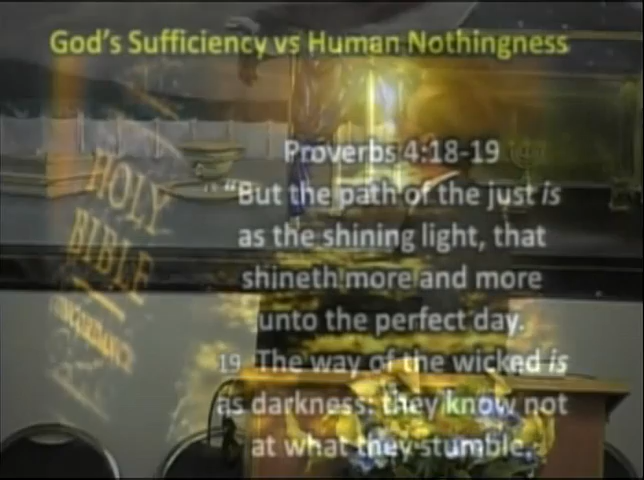 God's Sufficiency vs Human Nothingness
Proverbs 4:18-19
"But the path of the just is
as the shining light, that
shineth more and more
unto the perfect day.
19 The way of the wicked is
as darkness: they know not
at what they stumble.
HOLY
BIBLE
CONCORDANCE